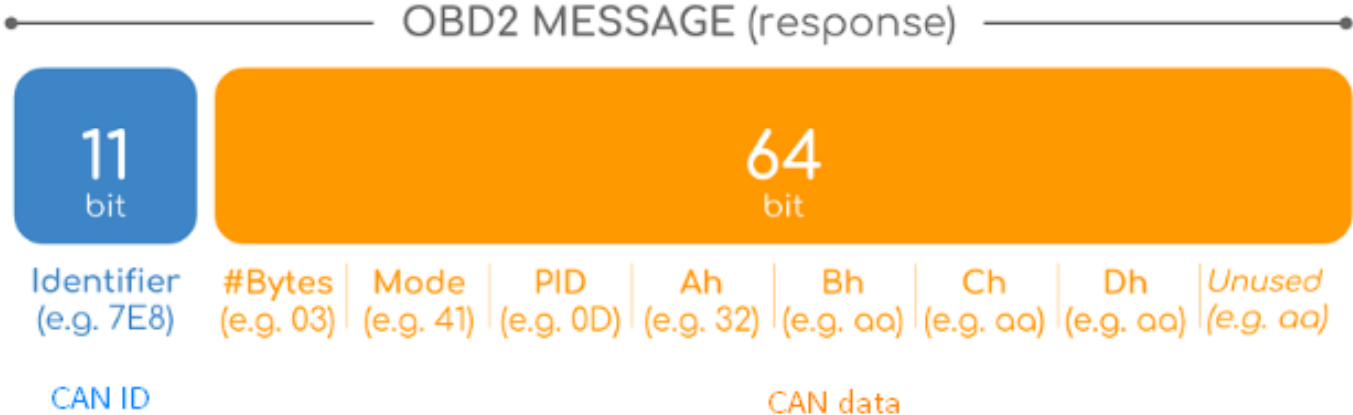 OBD2 MESSAGE (response)
11
bit
64
bit
Identifier
(e.g. 7E8)
#Bytes
(e.g. 03)
Mode
(e.g. 41)
PID
(e.g. 0D)
Ah
(e.g. 32)
Bh
(e.g. aa)
Ch
(e.g. aa)
Dh
(e.g. aa)
Unused
(e.g. aa)
CAN ID
CAN data